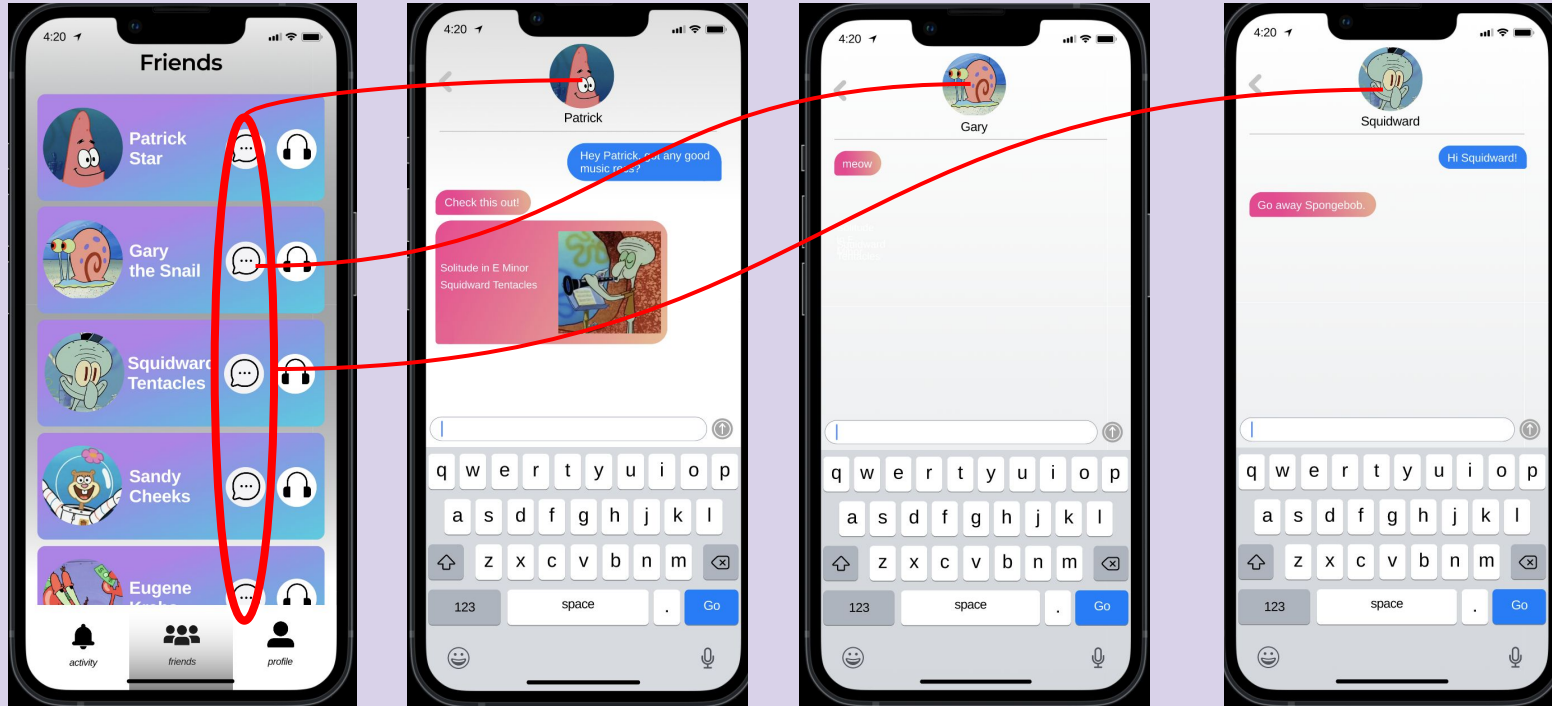 4:20
Friends
Patrick
Star
Gary
the Snail
Squidward
Tentacles
Sandy
Cheeks
Eugene
activity
friends
profile
4:20
Patrick
Hey Patrick, got any good
music recs?
Check this out!
Solitude in E Minor
Squidward Tentacles
q w e r t y u i o p
a s d f g h j k l
z x c v b n m
123
space
.
Go
4:20
Gary
meow
q w e r t y u i o p
a s d f g h j k l
z x c v b n m
123
space
.
Go
4:20
Squidward
Hi Squidward!
Go away Spongebob.
q w e r t y u i o p
a s d f g h j k l
z x c v b n m
123
space
.
Go